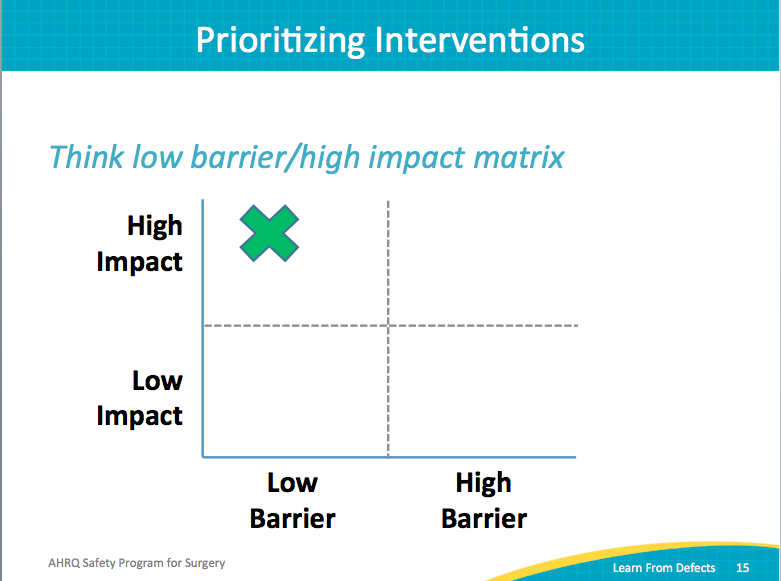 Prioritizing Interventions
Think low barrier/high impact matrix
High
Impact
Low
Impact
Low
Barrier
High
Barrier
AHRQ Safety Program for Surgery
Learn From Defects 15